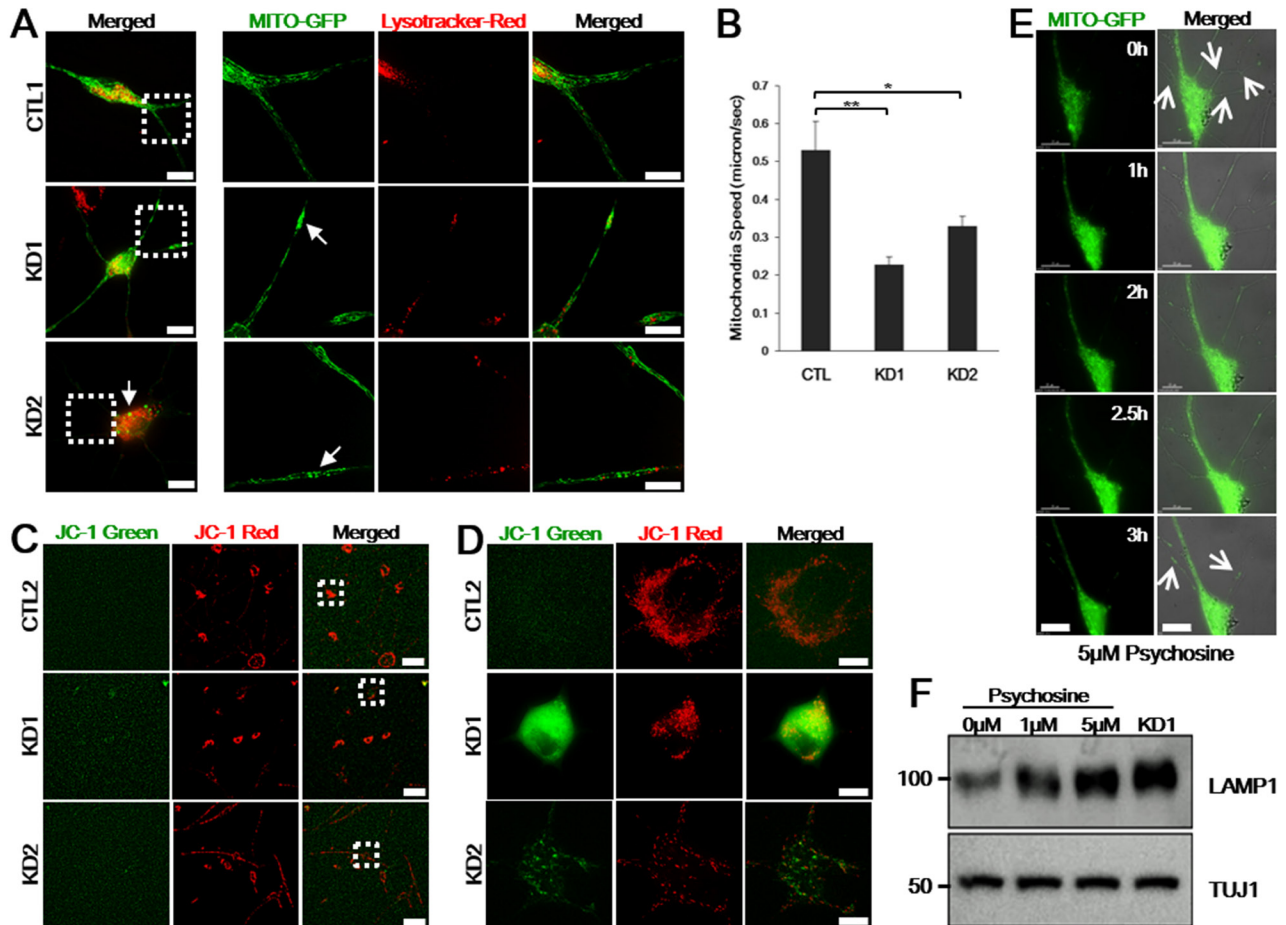 A
Merged
MITO-GFP
Lysotracker-Red
Merged
CTL1
KD1
KD2
B
Mitochondria Speed (micron/sec)
0.7
0.6
0.5
0.4
0.3
0.2
0.1
0
*
**
CTL
KD1
KD2
C
JC-1 Green
JC-1 Red
Merged
CTL2
KD1
KD2
D
JC-1 Green
JC-1 Red
Merged
CTL2
KD1
KD2
E
MITO-GFP
Merged
0h
1h
2h
2.5h
3h
5µM Psychosine
F
Psychosine
0µM
1µM
5µM
KD1
100
LAMP1
50
TUJ1